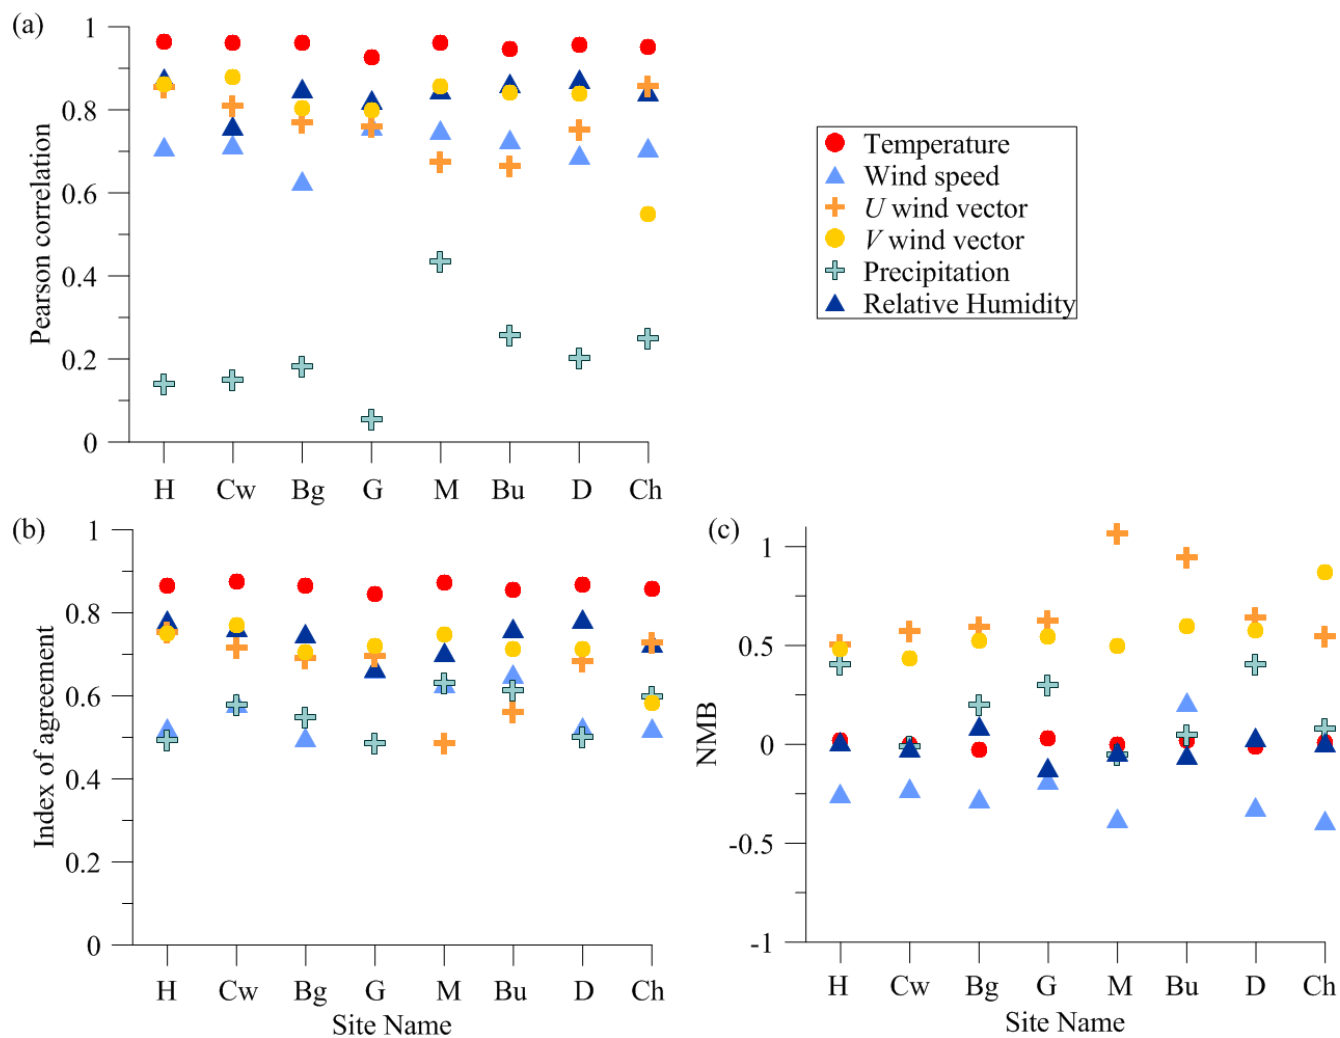 (a)
1
0.8
0.6
0.4
0.2
0
Pearson correlation
H Cw Bg G M Bu D Ch
Temperature
Wind speed
U wind vector
V wind vector
Precipitation
Relative Humidity
(b)
1
0.8
0.6
0.4
0.2
0
Index of agreement
H Cw Bg G M Bu D Ch
Site Name
(c)
1
0.5
0
-0.5
-1
NMB
H Cw Bg G M Bu D Ch
Site Name